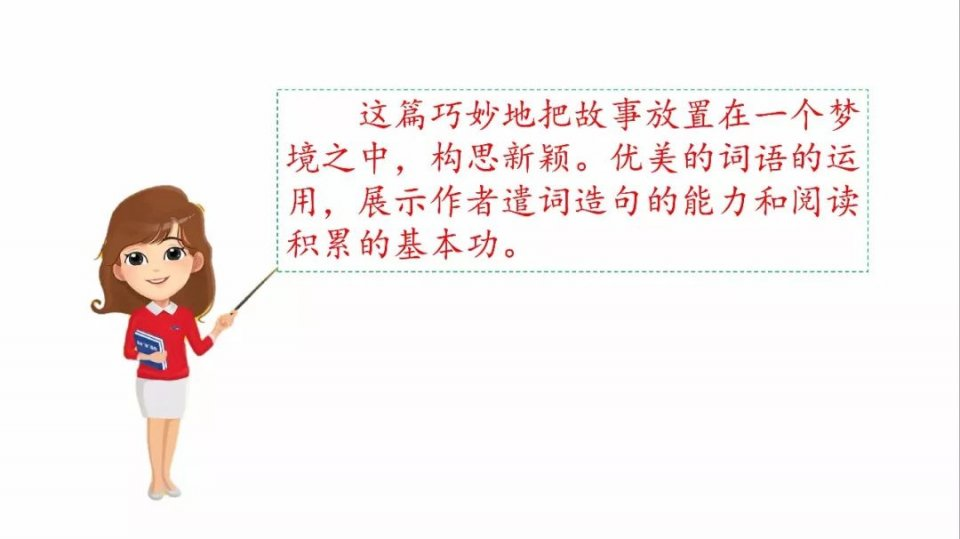 这篇巧妙地把故事放置在一个梦
境之中，构思新颖。优美的词语的运
用，展示作者遣词造句的能力和阅读
积累的基本功。